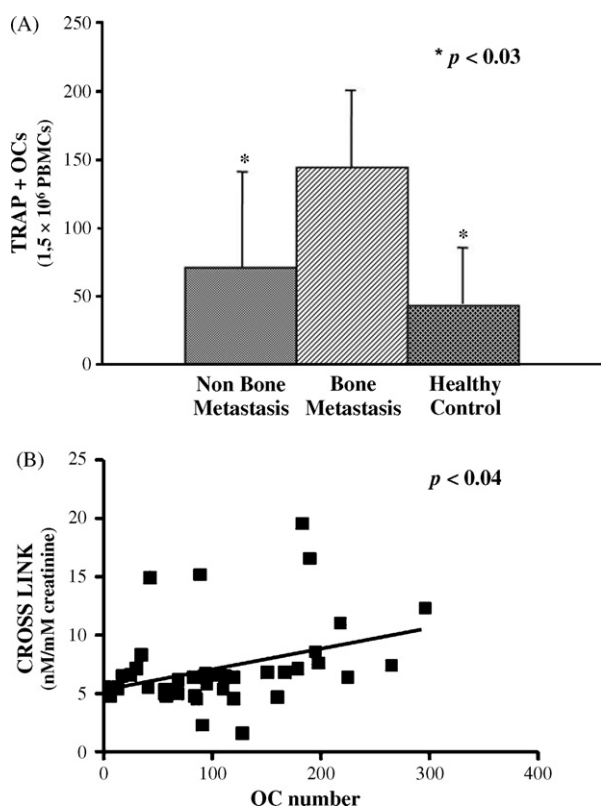 (A)
250
200
150
100
50
0
TRAP + OCs
(1,5 × 10⁶ PBMCs)
* p < 0.03
*
*
Non Bone
Metastasis
Bone
Metastasis
Healthy
Control
(B)
25
20
15
10
5
0
CROSS LINK
(nM/mM creatinine)
p < 0.04
0
100
200
300
400
OC number